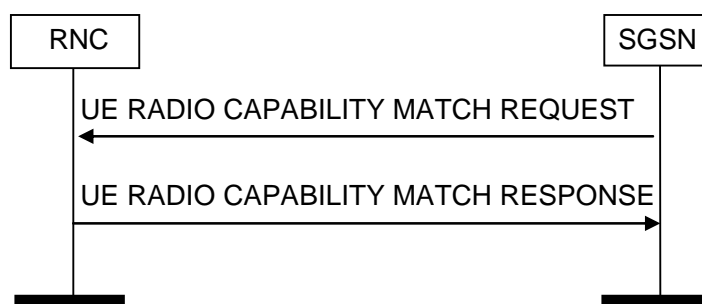 RNC
SGSN
UE RADIO CAPABILITY MATCH REQUEST
UE RADIO CAPABILITY MATCH RESPONSE